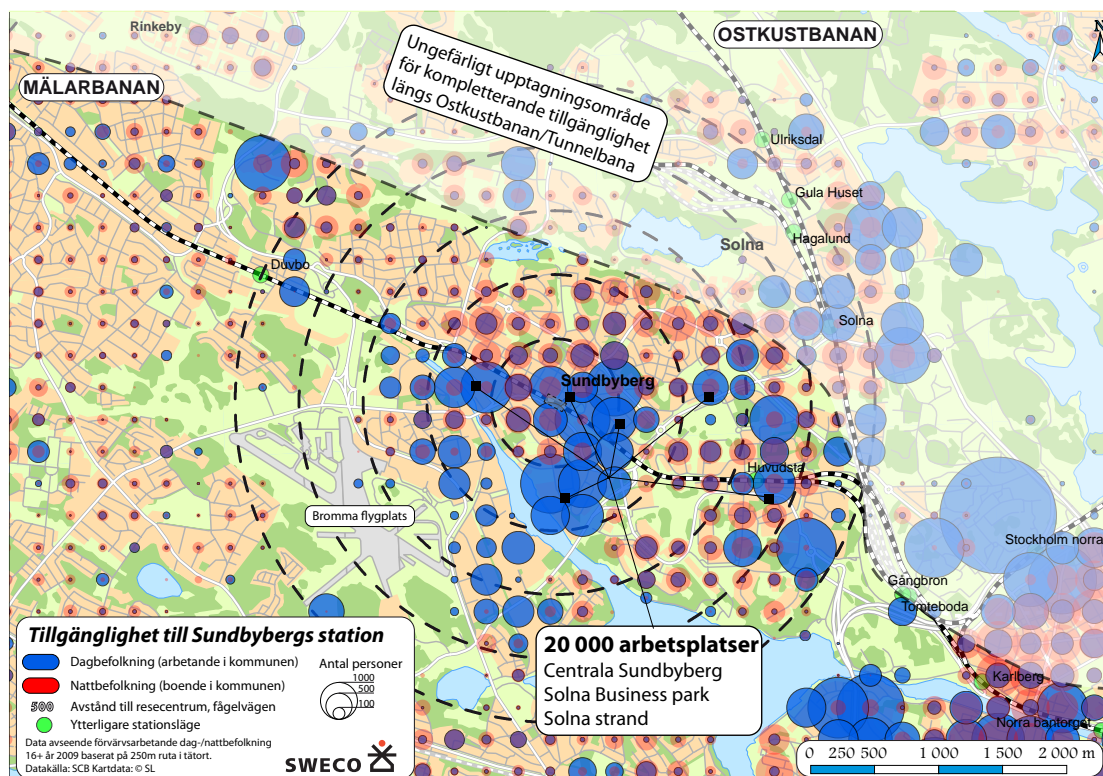 Rinkeby
OSTKUSTBANAN
N
MÄLARBANAN
Ungefärligt upptagningsområde
för kompletterande tillgänglighet
längs Ostkustbanan/Tunnelbana
Ulriksdal
Gula Huset
Hagalund
Solna
Duvbo
Solna
Sundbyberg
Huvudsta
Bromma flygplats
Stockholm norra
Gångbron
Tomteboda
Karlberg
Norra bantorget
20 000 arbetsplatser
Centrala Sundbyberg
Solna Business park
Solna strand
Tillgänglighet till Sundbybergs station
Dagbefolkning (arbetande i kommunen)
Nattbefolkning (boende i kommunen)
500 Avstånd till resecentrum, fågelvägen
Ytterligare stationsläge
Antal personer
1000
500
100
Data avseende förvärvsarbetande dag-/nattbefolkning
16+ år 2009 baserat på 250m ruta i tätort.
Datakälla: SCB Kartdata: © SL
SWECO
0 250 500 1 000 1 500 2 000 m